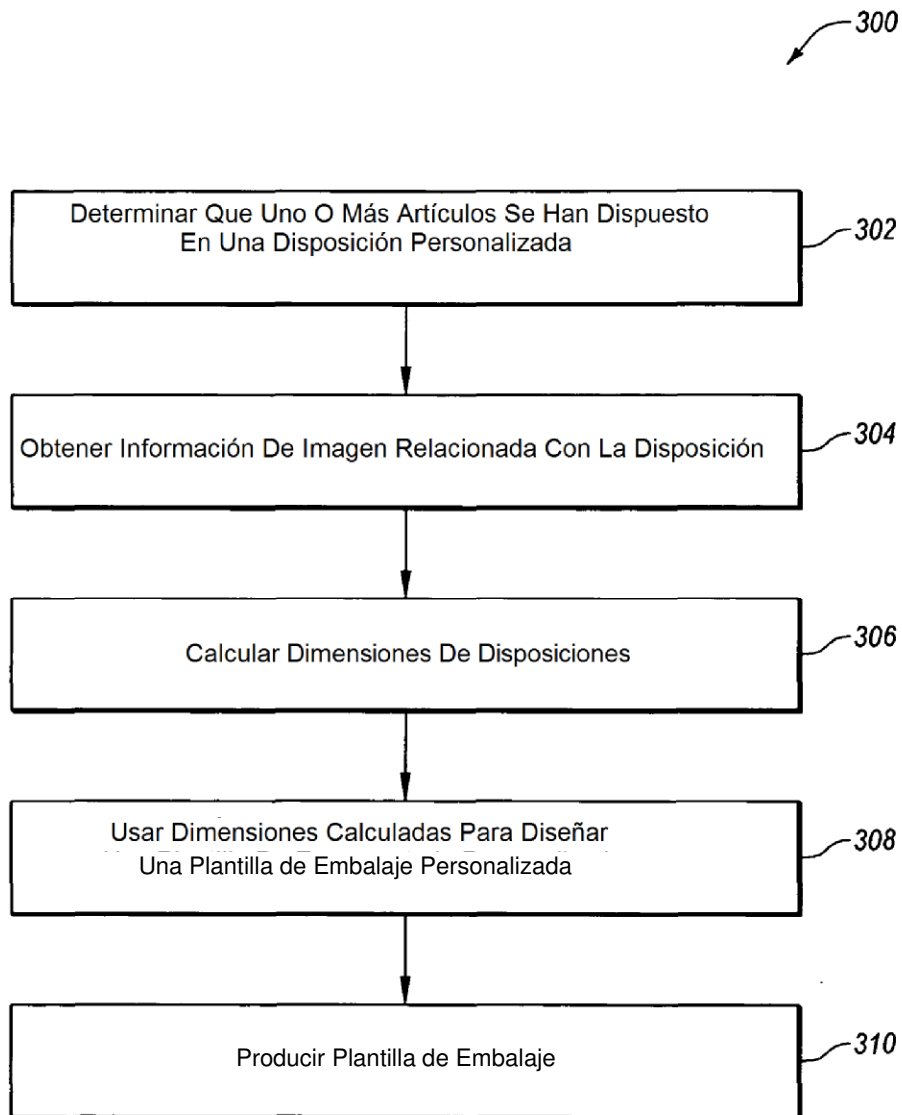 300
Determinar Que Uno O Más Artículos Se Han Dispuesto
En Una Disposición Personalizada
302
Obtener Información De Imagen Relacionada Con La Disposición
304
Calcular Dimensiones De Disposiciones
306
Usar Dimensiones Calculadas Para Diseñar
Una Plantilla de Embalaje Personalizada
308
Producir Plantilla de Embalaje
310